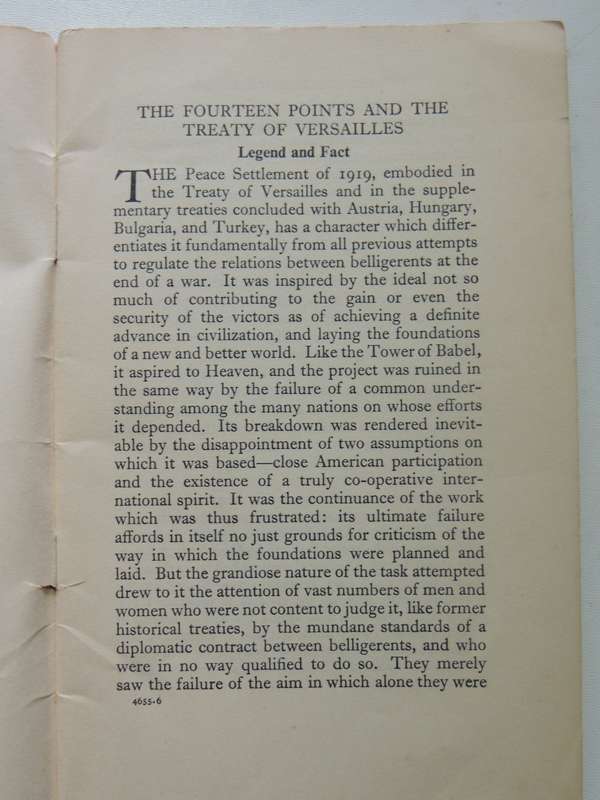 THE FOURTEEN POINTS AND THE
TREATY OF VERSAILLES
Legend and Fact
THE Peace Settlement of 1919, embodied in
the Treaty of Versailles and in the supple-
mentary treaties concluded with Austria, Hungary,
Bulgaria, and Turkey, has a character which differ-
entiates it fundamentally from all previous attempts
to regulate the relations between belligerents at the
end of a war. It was inspired by the ideal not so
much of contributing to the gain or even the
security of the victors as of achieving a definite
advance in civilization, and laying the foundations
of a new and better world. Like the Tower of Babel,
it aspired to Heaven, and the project was ruined in
the same way by the failure of a common under-
standing among the many nations on whose efforts
it depended. Its breakdown was rendered inevit-
able by the disappointment of two assumptions on
which it was based—close American participation
and the existence of a truly co-operative inter-
national spirit. It was the continuance of the work
which was thus frustrated: its ultimate failure
affords in itself no just grounds for criticism of the
way in which the foundations were planned and
laid. But the grandiose nature of the task attempted
drew to it the attention of vast numbers of men and
women who were not content to judge it, like former
historical treaties, by the mundane standards of a
diplomatic contract between belligerents, and who
were in no way qualified to do so. They merely
saw the failure of the aim in which alone they were
4655·6